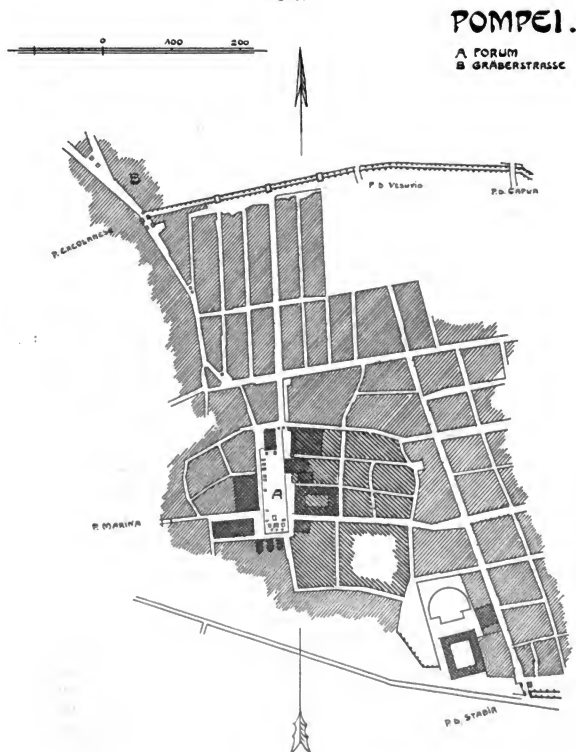 POMPEI.
0 100 200
A FORUM
B GRÄBERSTRASSE
B
P. D. VESUVIO
P.D. CAPUA
P. ERCOLANESE
A
P. MARINA
P.D. STABIA